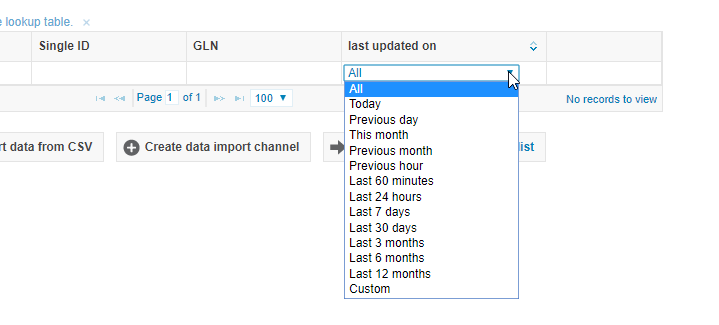 e lookup table. ×
Single ID GLN last updated on
All
Page 1 of 1 100 No records to view
All
Today
Previous day
This month
Previous month
Previous hour
Last 60 minutes
Last 24 hours
Last 7 days
Last 30 days
Last 3 months
Last 6 months
Last 12 months
Custom
rt data from CSV Create data import channel list